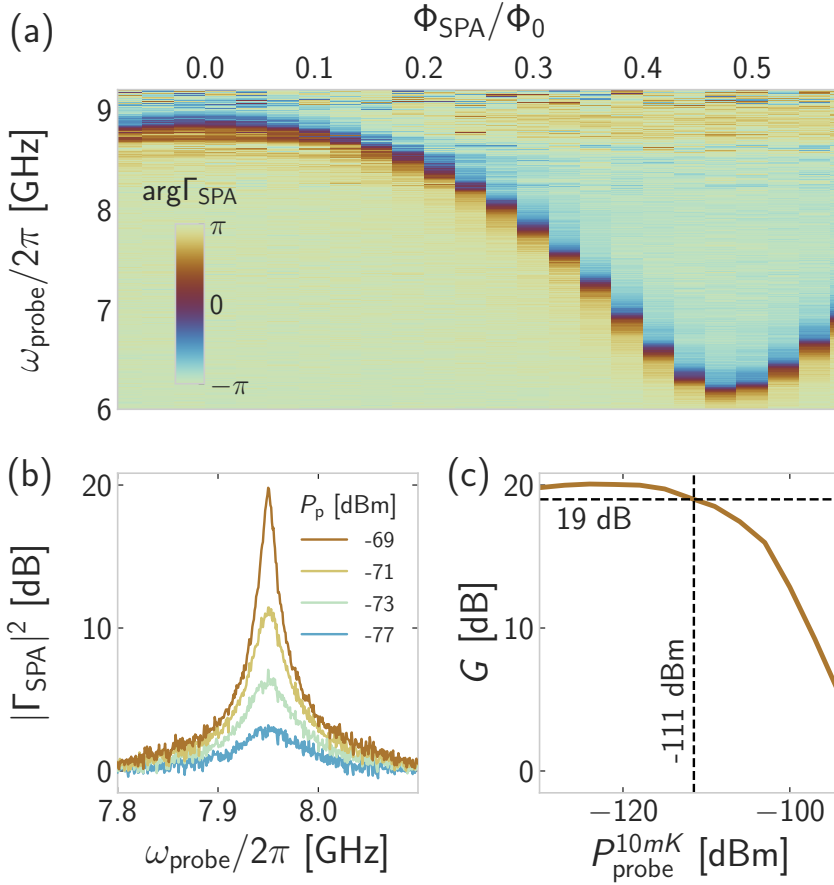 (a)
Φ_SPA/Φ_0
0.0 0.1 0.2 0.3 0.4 0.5
ω_probe/2π [GHz]
9
8
7
6
argΓ_SPA
π
0
−π
(b)
|Γ_SPA|^2 [dB]
20
10
0
P_p [dBm]
-69
-71
-73
-77
7.8 7.9 8.0
ω_probe/2π [GHz]
(c)
G [dB]
20
10
0
19 dB
-111 dBm
−120 −100
P_probe^10mK [dBm]